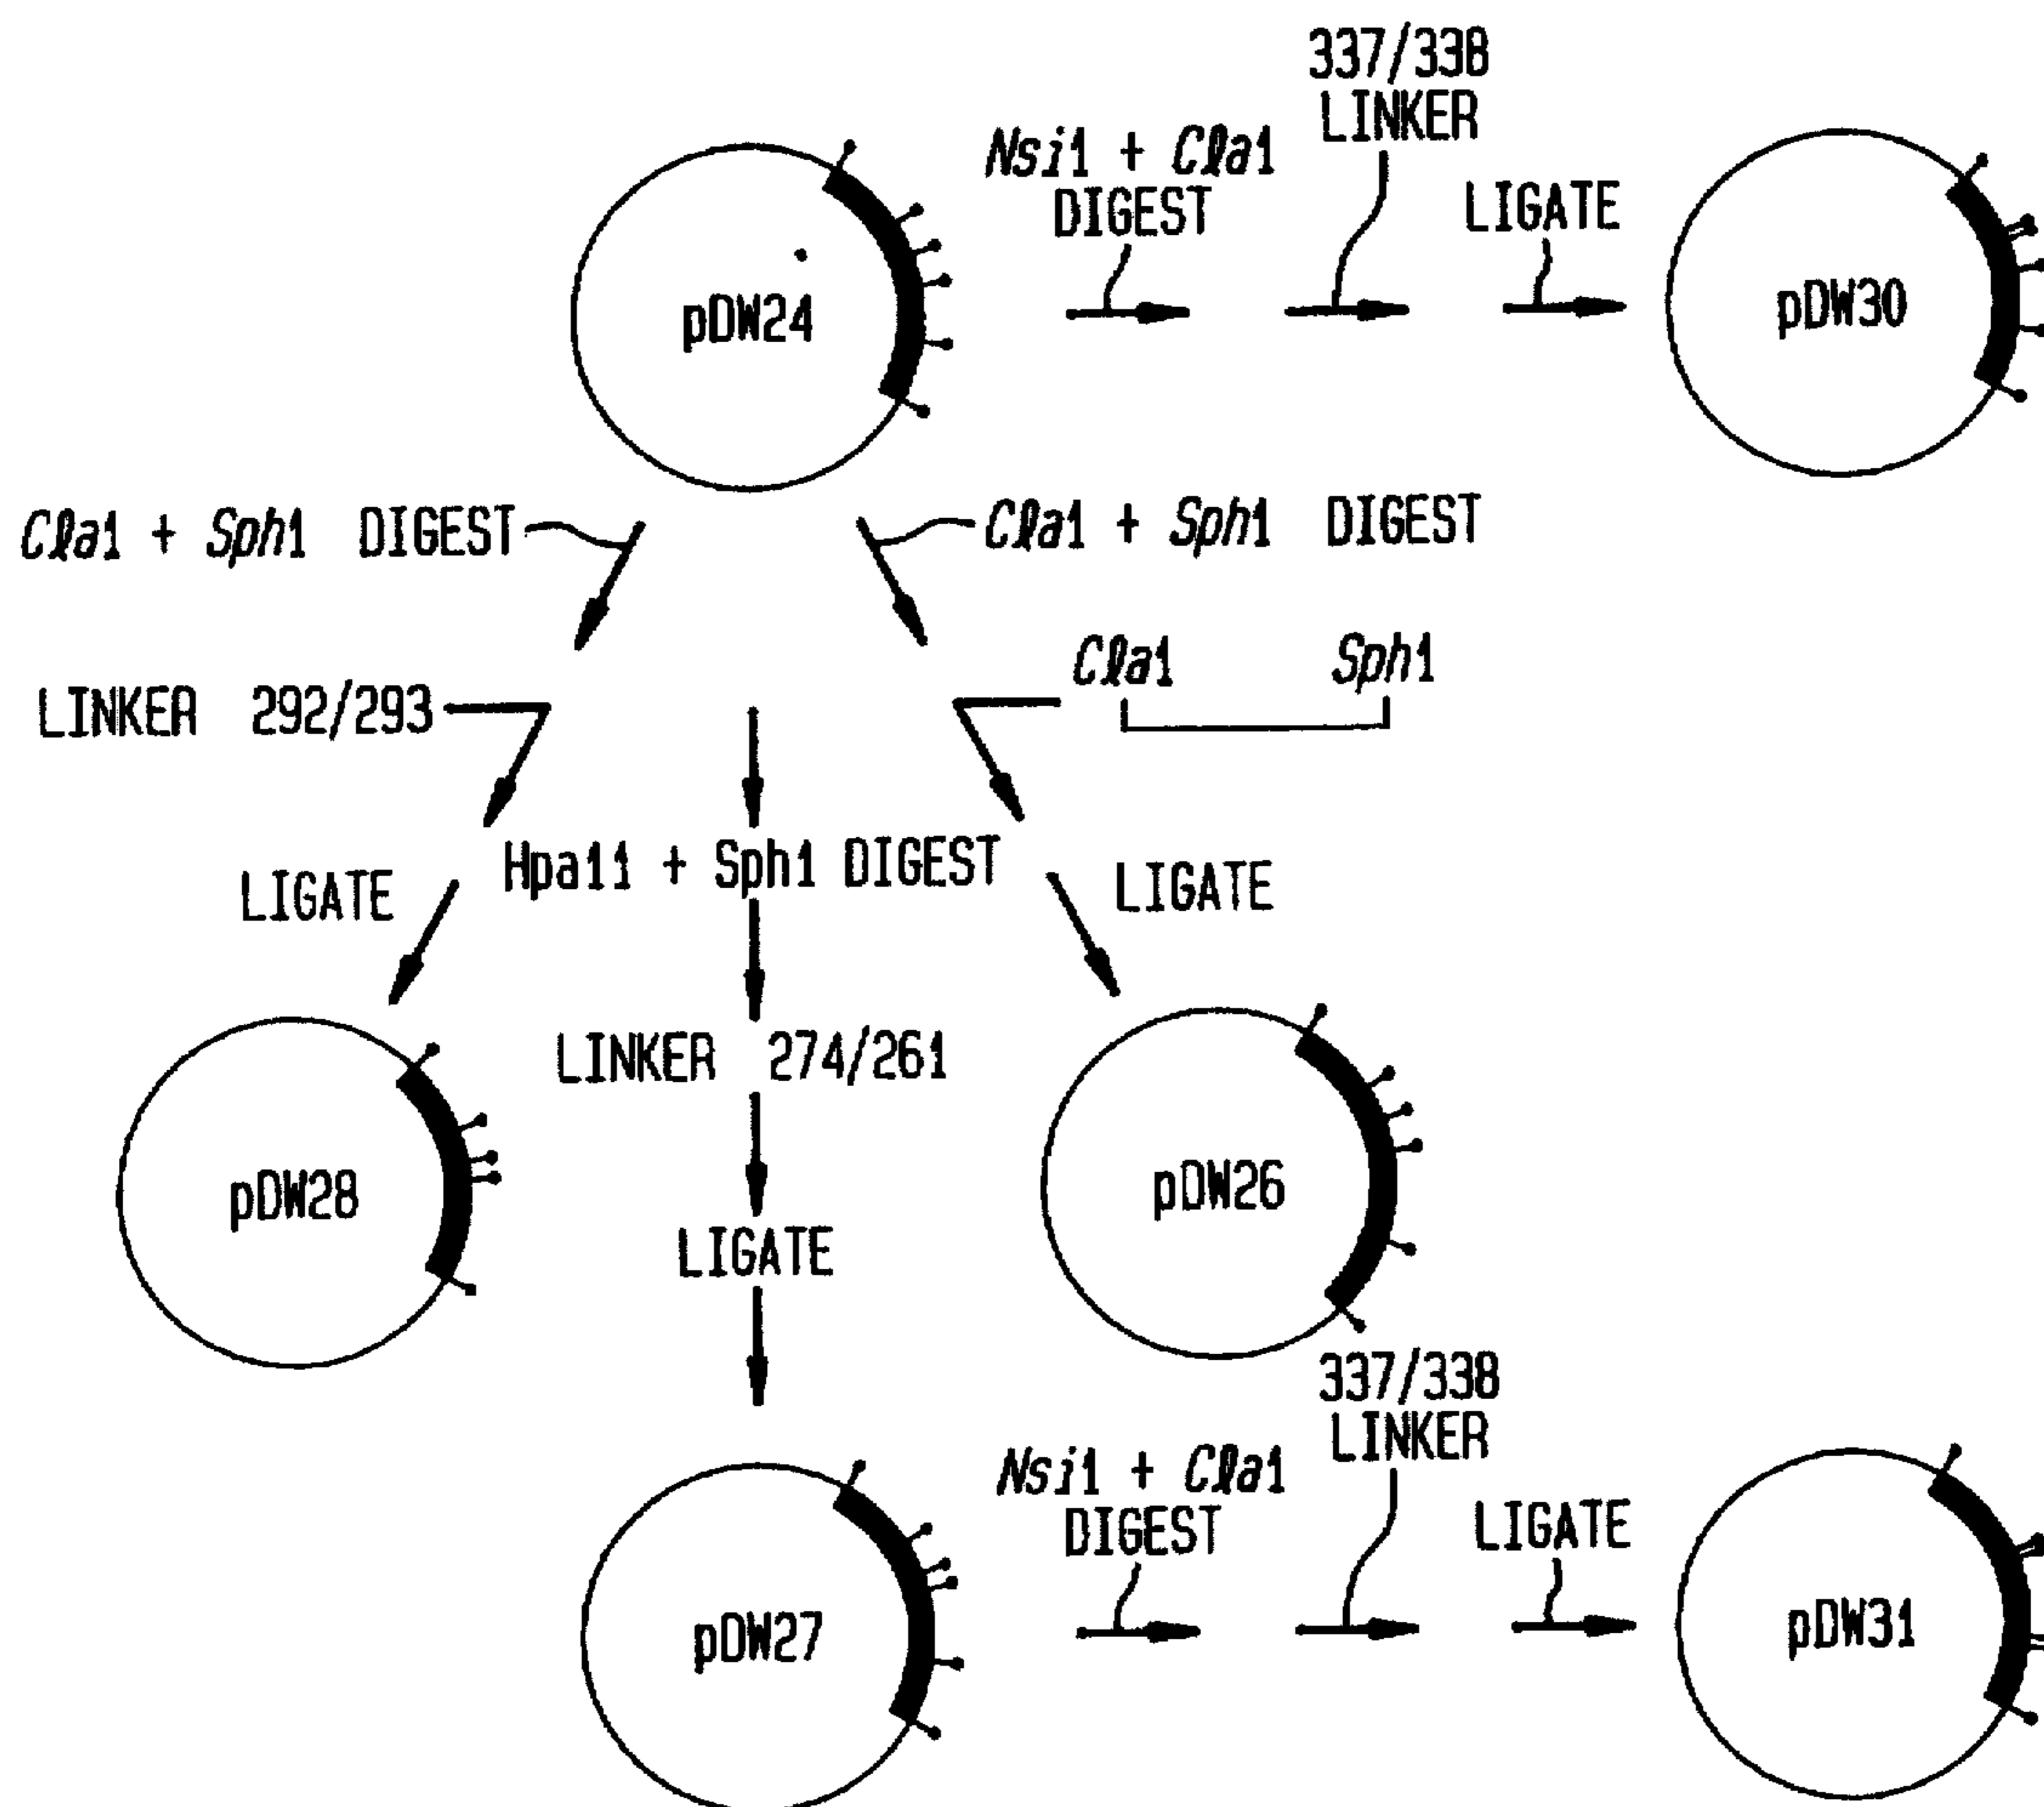 337/338
LINKER
Nsi1 + Cla1
DIGEST
LIGATE
pDW24
pDW30
Cla1 + Sph1 DIGEST
Cla1 + Sph1 DIGEST
Cla1 Sph1
LINKER 292/293
Hpa11 + Sph1 DIGEST
LIGATE
LIGATE
LINKER 274/261
pDW28
pDW26
LIGATE
337/338
LINKER
Nsi1 + Cla1
DIGEST
LIGATE
pDW27
pDW31